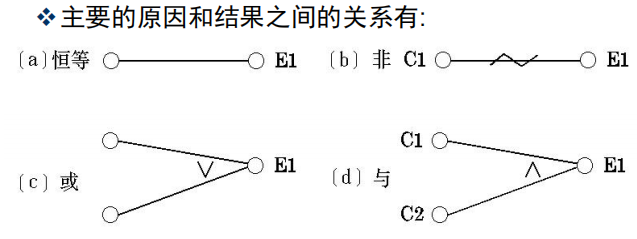 ❖主要的原因和结果之间的关系有:
(a)恒等 E1
(b) 非 C1 E1
(c) 或 ∨ E1
(d) 与 C1 C2 ∧ E1